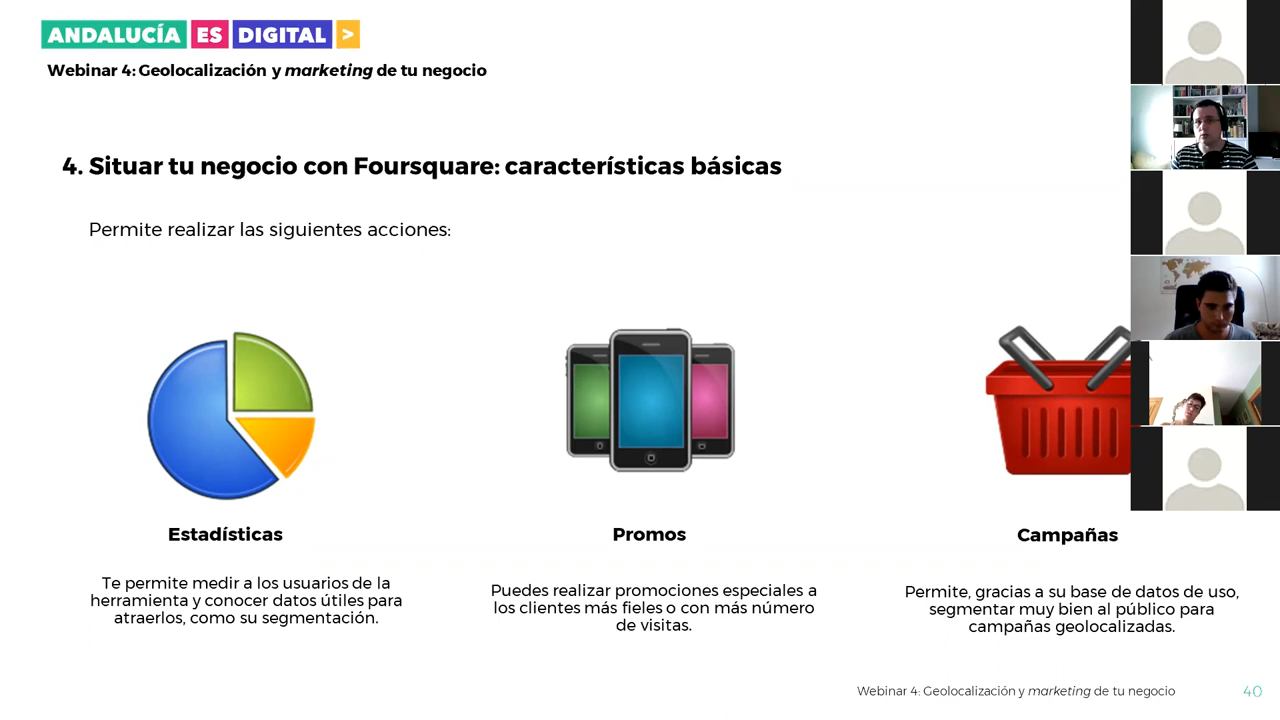 ANDALUCÍA ES DIGITAL >
Webinar 4: Geolocalización y marketing de tu negocio
4. Situar tu negocio con Foursquare: características básicas
Permite realizar las siguientes acciones:
Estadísticas
Te permite medir a los usuarios de la
herramienta y conocer datos útiles para
atraerlos, como su segmentación.
Promos
Puedes realizar promociones especiales a
los clientes más fieles o con más número
de visitas.
Campañas
Permite, gracias a su base de datos de uso,
segmentar muy bien al público para
campañas geolocalizadas.
Webinar 4: Geolocalización y marketing de tu negocio
40